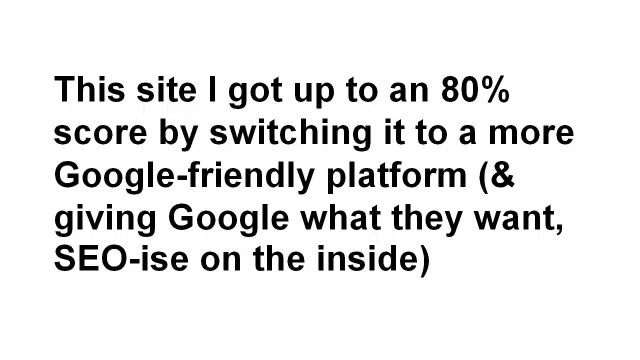 This site I got up to an 80%
score by switching it to a more
Google-friendly platform (&
giving Google what they want,
SEO-ise on the inside)